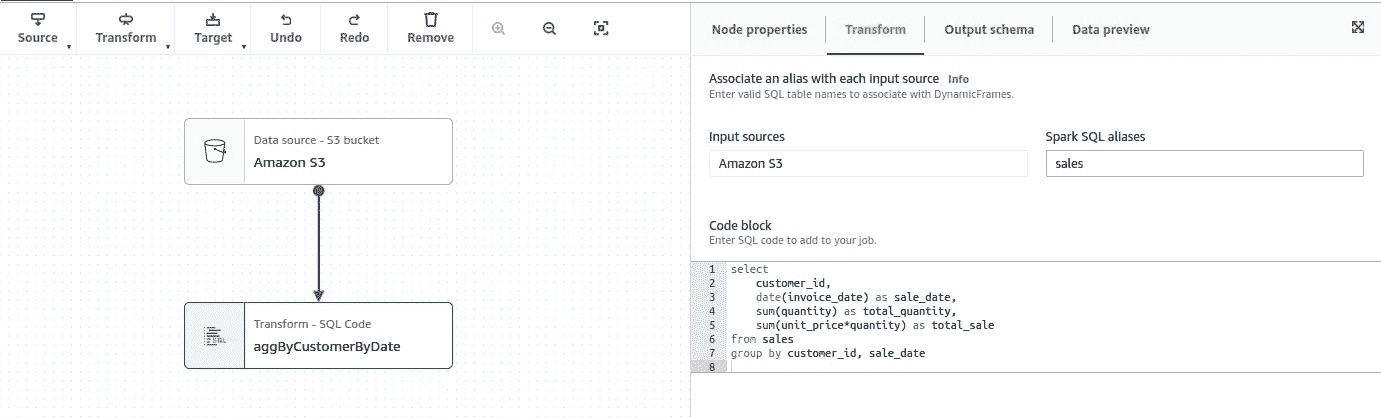 Source
Transform
Target
Undo
Redo
Remove
Node properties
Transform
Output schema
Data preview
Data source - S3 bucket
Amazon S3
Transform - SQL Code
aggByCustomerByDate
Associate an alias with each input source Info
Enter valid SQL table names to associate with DynamicFrames.
Input sources
Spark SQL aliases
Amazon S3
sales
Code block
Enter SQL code to add to your job.
1 select
2 customer_id,
3 date(invoice_date) as sale_date,
4 sum(quantity) as total_quantity,
5 sum(unit_price*quantity) as total_sale
6 from sales
7 group by customer_id, sale_date
8